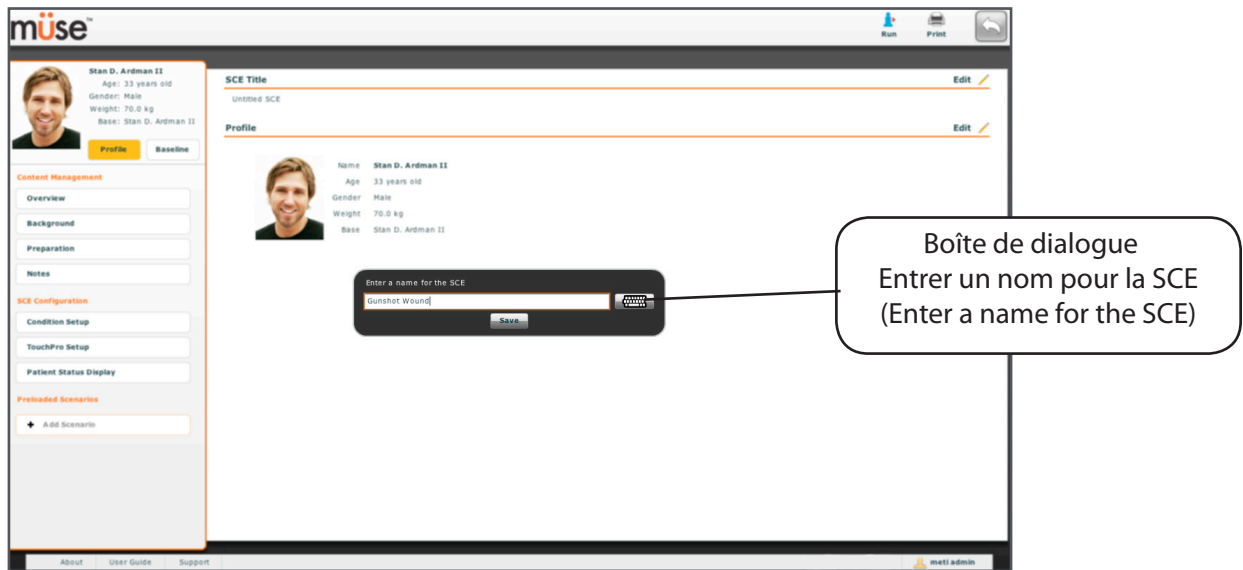 müse™
Run
Print
Stan D. Ardman II
Age: 33 years old
Gender: Male
Weight: 70.0 kg
Base: Stan D. Ardman II
Profile
Baseline
Content Management
Overview
Background
Preparation
Notes
SCE Configuration
Condition Setup
TouchPro Setup
Patient Status Display
Preloaded Scenarios
+ Add Scenario
SCE Title
Edit
Untitled SCE
Profile
Edit
Name Stan D. Ardman II
Age 33 years old
Gender Male
Weight 70.0 kg
Base Stan D. Ardman II
Enter a name for the SCE
Gunshot Wound
Save
Boîte de dialogue
Entrer un nom pour la SCE
(Enter a name for the SCE)
About
User Guide
Support
meti admin